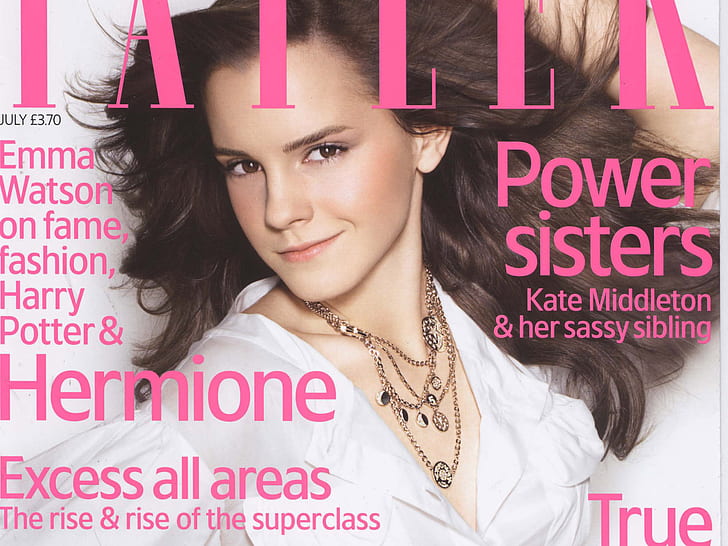 TATLER
JULY £3.70
Emma
Watson
on fame,
fashion,
Harry
Potter &
Hermione
Excess all areas
The rise & rise of the superclass
Power
sisters
Kate Middleton
& her sassy sibling
True